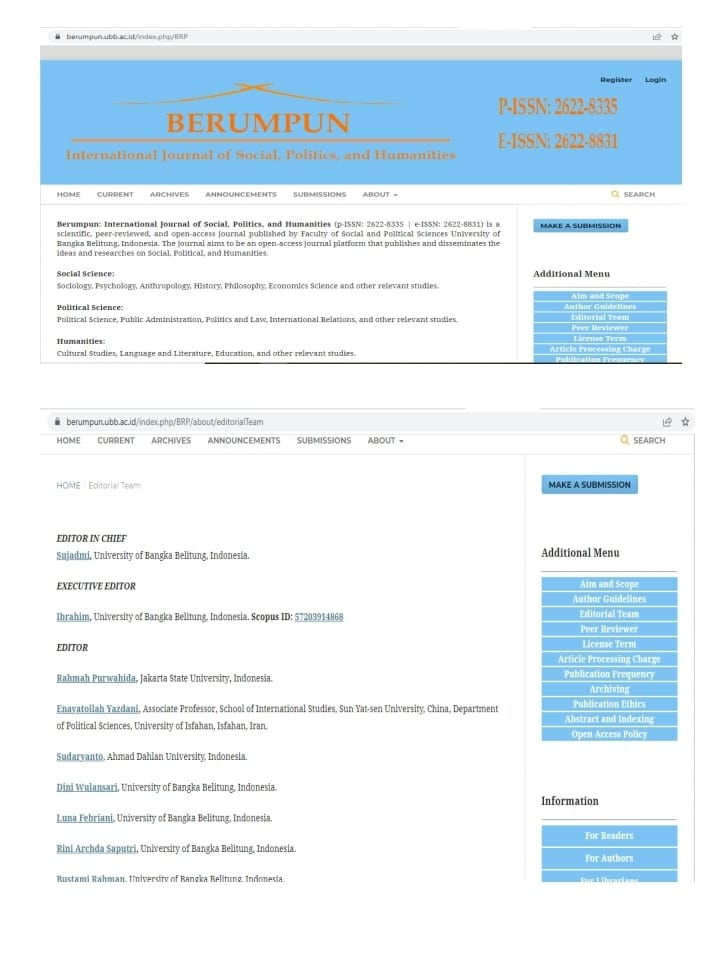 berumpun.ubb.ac.id/index.php/BRP
Register Login
BERUMPUN
International Journal of Social, Politics, and Humanities
P-ISSN: 2622-8335
E-ISSN: 2622-8831
HOME CURRENT ARCHIVES ANNOUNCEMENTS SUBMISSIONS ABOUT SEARCH
Berumpun: International Journal of Social, Politics, and Humanities (p-ISSN: 2622-8335 | e-ISSN: 2622-8831) is a
scientific, peer-reviewed, and open-access journal published by Faculty of Social and Political Sciences University of
Bangka Belitung, Indonesia. The journal aims to be an open-access journal platform that publishes and disseminates the
ideas and researches on Social, Political, and Humanities.
Social Science:
Sociology, Psychology, Anthropology, History, Philosophy, Economics Science and other relevant studies.
Political Science:
Political Science, Public Administration, Politics and Law, International Relations, and other relevant studies.
Humanities:
Cultural Studies, Language and Literature, Education, and other relevant studies.
MAKE A SUBMISSION
Additional Menu
Aim and Scope
Author Guidelines
Editorial Team
Peer Reviewer
License Term
Article Processing Charge
Publication Frequency
berumpun.ubb.ac.id/index.php/BRP/about/editorialTeam
HOME CURRENT ARCHIVES ANNOUNCEMENTS SUBMISSIONS ABOUT SEARCH
HOME / Editorial Team
EDITOR IN CHIEF
Sujadmi, University of Bangka Belitung, Indonesia.
EXECUTIVE EDITOR
Ibrahim, University of Bangka Belitung, Indonesia. Scopus ID: 57203914868
EDITOR
Rahmah Purwahida, Jakarta State University, Indonesia.
Enayatollah Yazdani, Associate Professor, School of International Studies, Sun Yat-sen University, China, Department
of Political Sciences, University of Isfahan, Isfahan, Iran.
Sudaryanto, Ahmad Dahlan University, Indonesia.
Dini Wulansari, University of Bangka Belitung, Indonesia.
Luna Febriani, University of Bangka Belitung, Indonesia.
Rini Archda Saputri, University of Bangka Belitung, Indonesia.
Bustami Rahman, University of Bangka Belitung, Indonesia.
MAKE A SUBMISSION
Additional Menu
Aim and Scope
Author Guidelines
Editorial Team
Peer Reviewer
License Term
Article Processing Charge
Publication Frequency
Archiving
Publication Ethics
Abstract and Indexing
Open Access Policy
Information
For Readers
For Authors
For Librarians